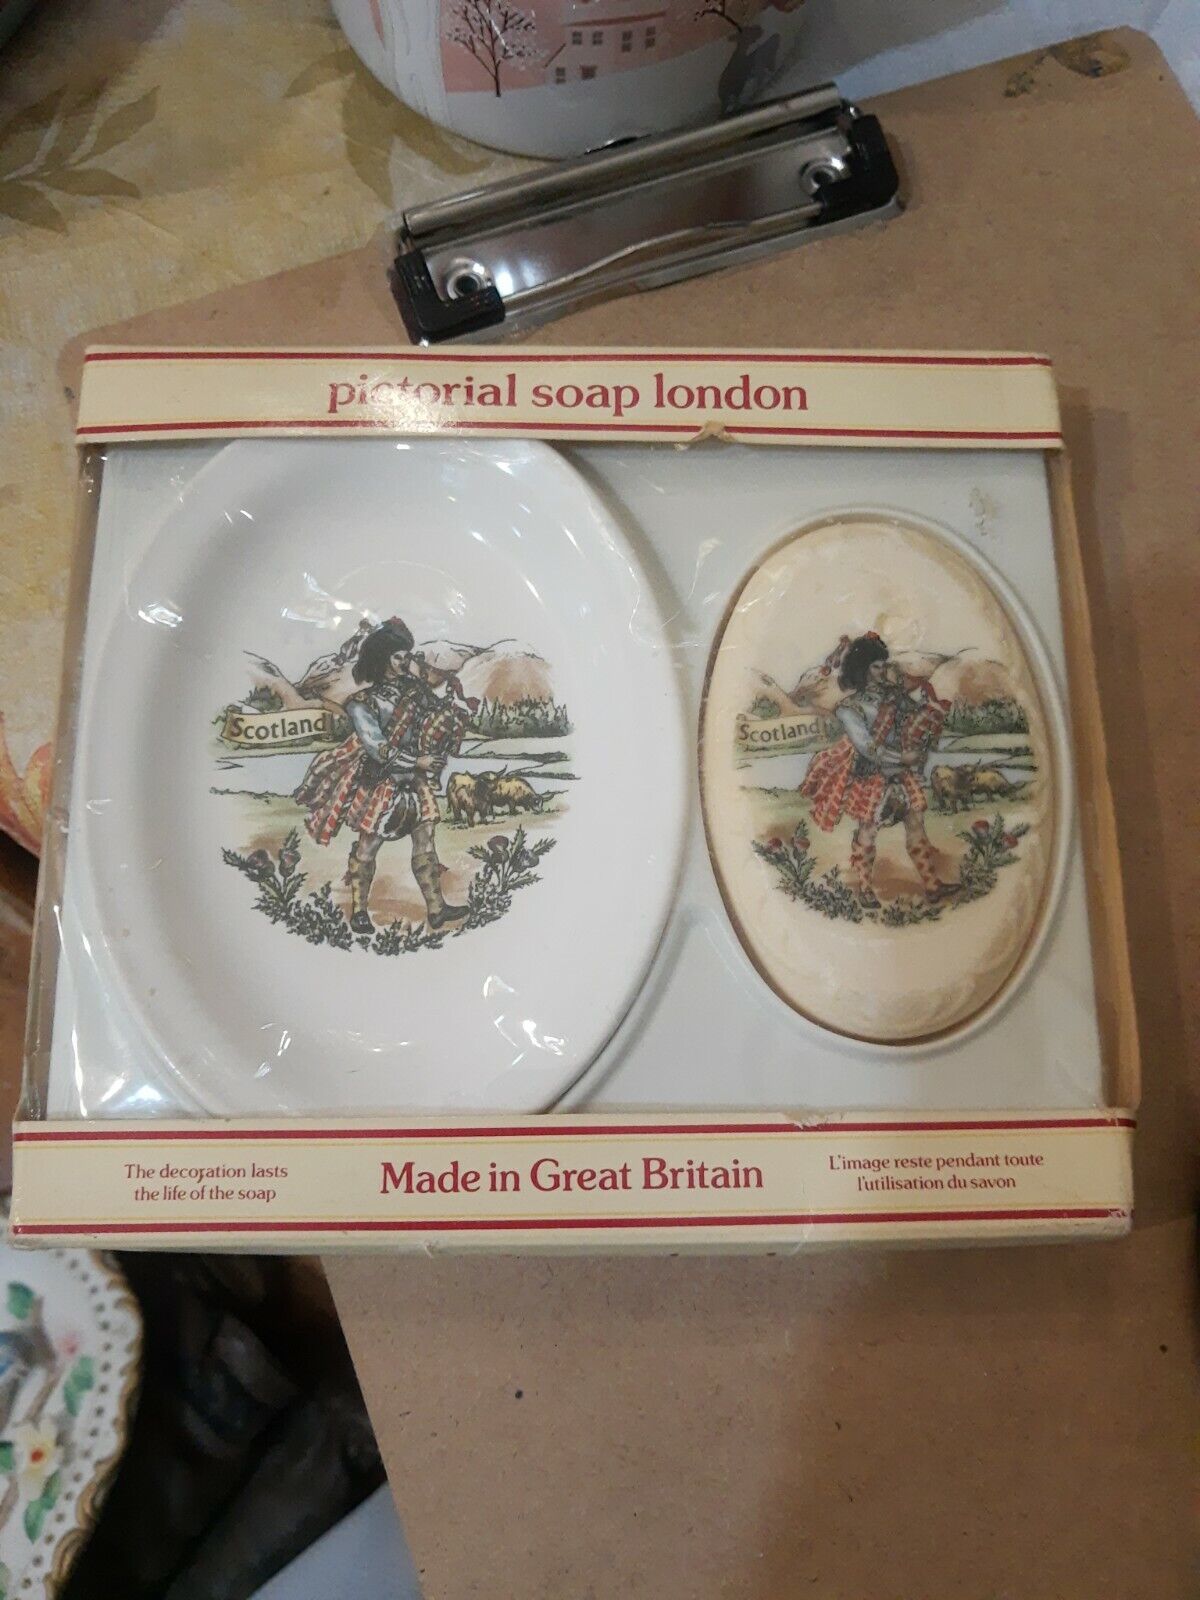 pictorial soap london
Scotland
Scotland
The decoration lasts
the life of the soap
Made in Great Britain
L'image reste pendant toute
l'utilisation du savon